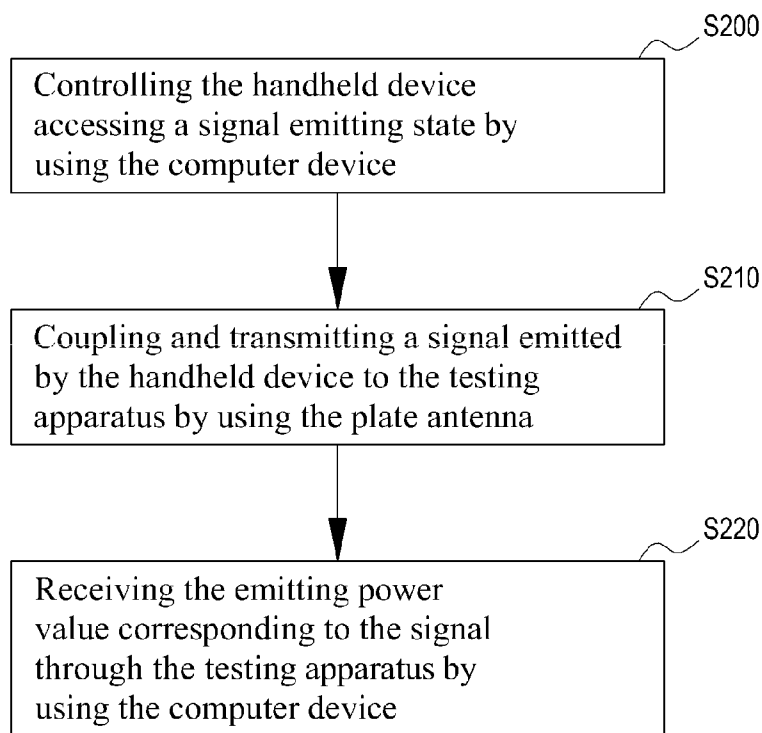 S200
Controlling the handheld device
accessing a signal emitting state by
using the computer device
S210
Coupling and transmitting a signal emitted
by the handheld device to the testing
apparatus by using the plate antenna
S220
Receiving the emitting power
value corresponding to the signal
through the testing apparatus by
using the computer device